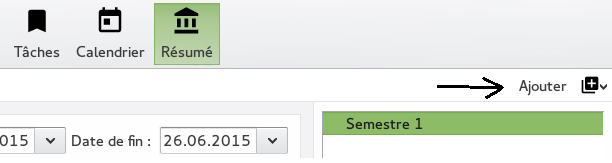 Tâches Calendrier Résumé
Ajouter
015 Date de fin : 26.06.2015
Semestre 1